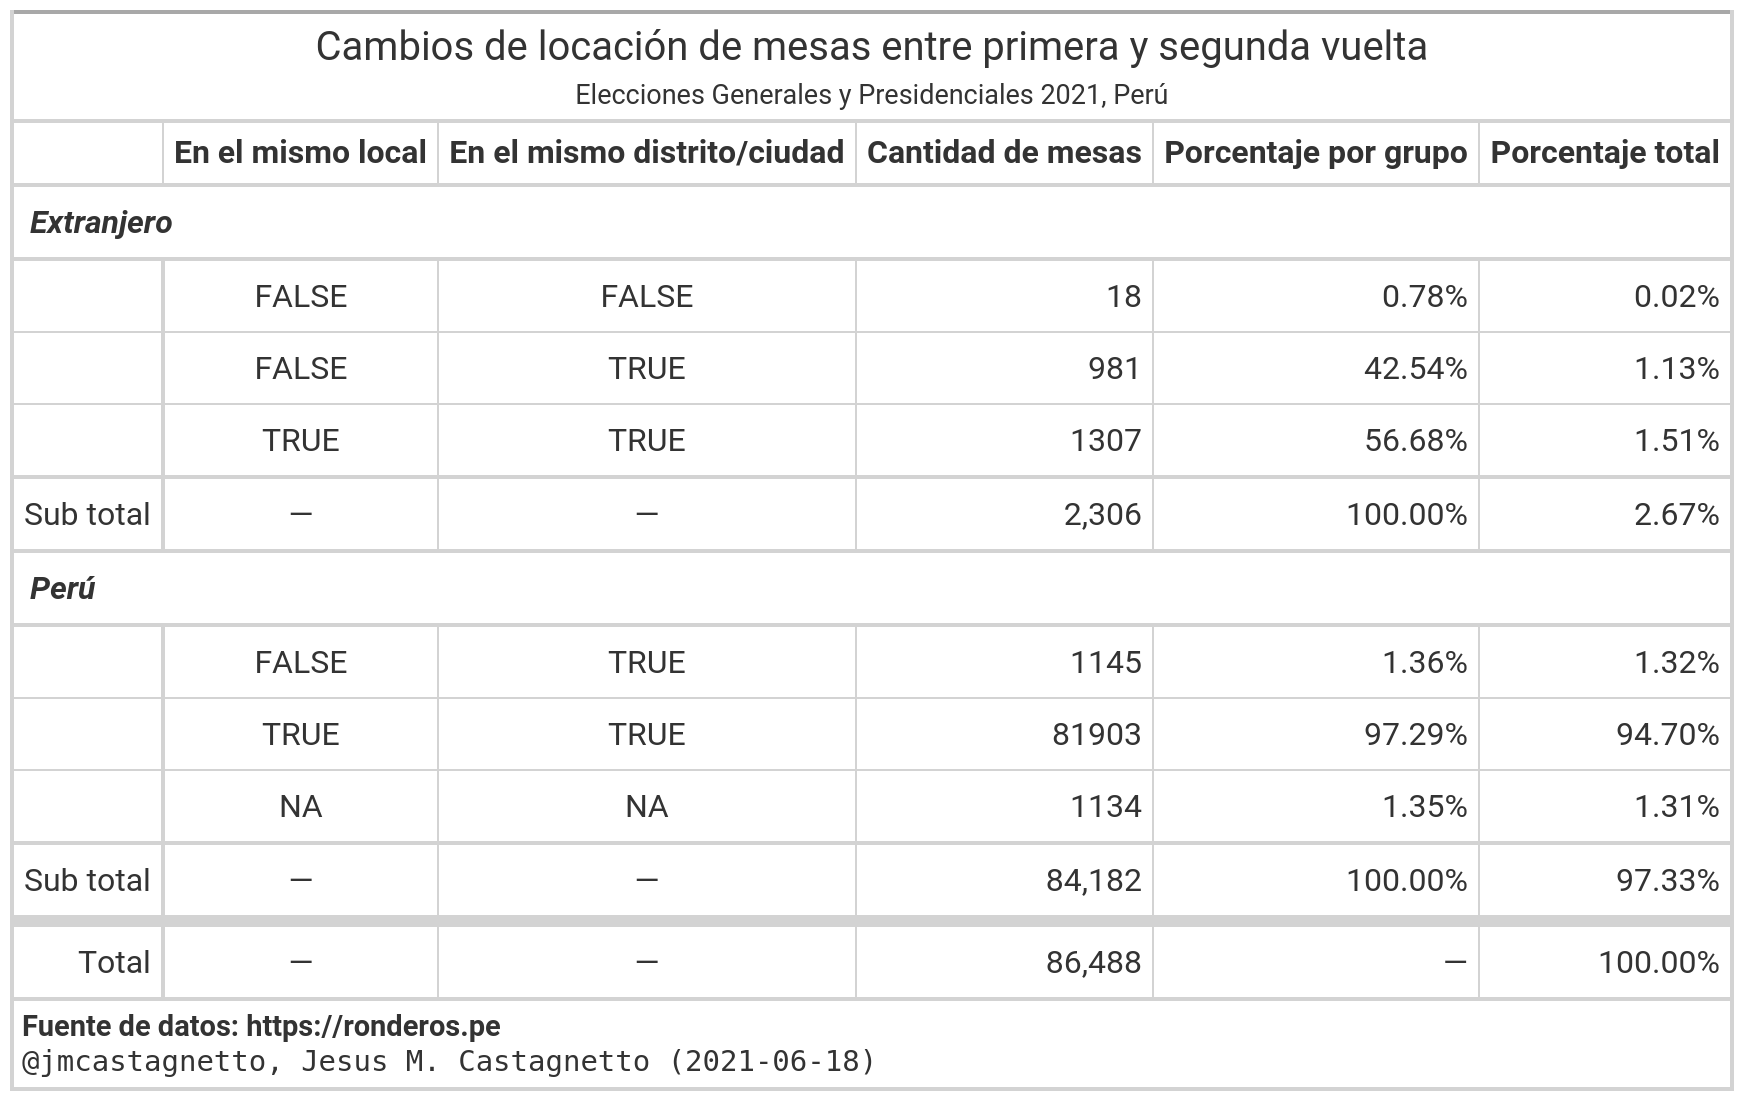 Cambios de locación de mesas entre primera y segunda vuelta
Elecciones Generales y Presidenciales 2021, Perú
En el mismo local En el mismo distrito/ciudad Cantidad de mesas Porcentaje por grupo Porcentaje total
Extranjero
FALSE FALSE 18 0.78% 0.02%
FALSE TRUE 981 42.54% 1.13%
TRUE TRUE 1307 56.68% 1.51%
Sub total — — 2,306 100.00% 2.67%
Perú
FALSE TRUE 1145 1.36% 1.32%
TRUE TRUE 81903 97.29% 94.70%
NA NA 1134 1.35% 1.31%
Sub total — — 84,182 100.00% 97.33%
Total — — 86,488 — 100.00%
Fuente de datos: https://ronderos.pe
@jmcastagnetto, Jesus M. Castagnetto (2021-06-18)